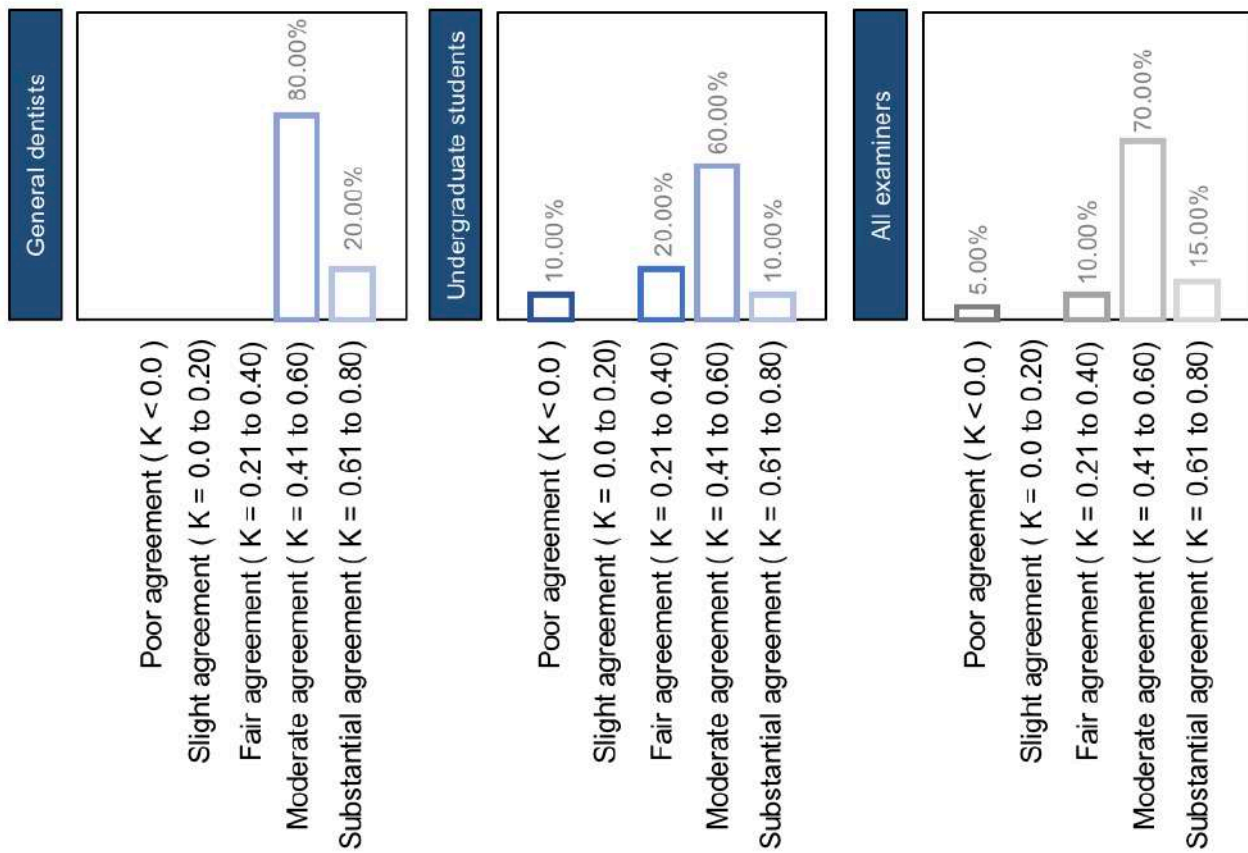 General dentists
80.00%
20.00%
Poor agreement ( K < 0.0 )
Slight agreement ( K = 0.0 to 0.20)
Fair agreement ( K = 0.21 to 0.40)
Moderate agreement ( K = 0.41 to 0.60)
Substantial agreement ( K = 0.61 to 0.80)
Undergraduate students
10.00%
20.00%
60.00%
10.00%
Poor agreement ( K < 0.0 )
Slight agreement ( K = 0.0 to 0.20)
Fair agreement ( K = 0.21 to 0.40)
Moderate agreement ( K = 0.41 to 0.60)
Substantial agreement ( K = 0.61 to 0.80)
All examiners
5.00%
10.00%
70.00%
15.00%
Poor agreement ( K < 0.0 )
Slight agreement ( K = 0.0 to 0.20)
Fair agreement ( K = 0.21 to 0.40)
Moderate agreement ( K = 0.41 to 0.60)
Substantial agreement ( K = 0.61 to 0.80)